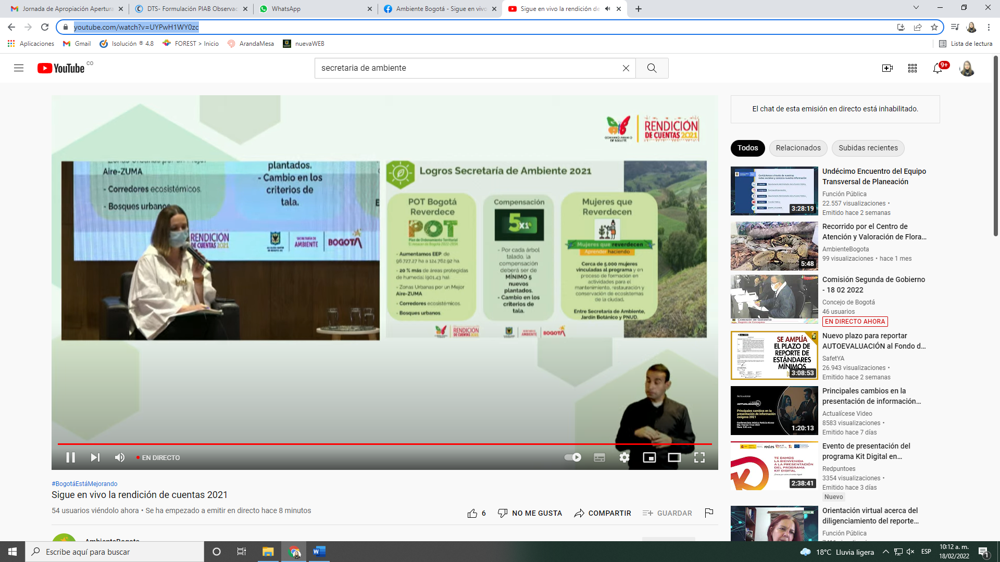 Jornada de Apropiación Apertura
DTS- Formulación PIAB Observac
WhatsApp
Ambiente Bogotá - Sigue en vivo
Sigue en vivo la rendición de
youtube.com/watch?v=UYPwH1WY0zc
Aplicaciones
Gmail
Isolución ® 4.8
FOREST > Inicio
ArandaMesa
nuevaWEB
Lista de lectura
YouTube CO
secretaria de ambiente
9+
El chat de esta emisión en directo está inhabilitado.
RENDICIÓN
DE CUENTAS 2021
Aire-ZUMA
- Corredores ecosistémicos.
- Bosques urbanos
plantados.
- Cambio en los
criterios de
tala.
RENDICIÓN
DE CUENTAS 2021
SECRETARÍA DE
AMBIENTE
BOGOTÁ
Logros Secretaría de Ambiente 2021
POT Bogotá
Reverdece
POT
Plan de Ordenamiento Territorial
- Aumentamos EEP: de
96.727,27 ha a 124.762,92 ha.
- 20 % más de áreas protegidas
de humedal (901,43 ha).
- Zonas Urbanas por un Mejor
Aire-ZUMA
- Corredores ecosistémicos.
- Bosques urbanos
Compensación
5x1
- Por cada árbol
talado, la
compensación
deberá ser de
MÍNIMO 5
nuevos
plantados.
- Cambio en los
criterios de
tala.
Mujeres que
Reverdecen
Mujeres que reverdecen
Aprender haciendo
Cerca de 5.000 mujeres
vinculadas al programa y en
proceso de formación en
actividades para el
mantenimiento, restauración y
conservación de ecosistemas
de la ciudad.
Entre Secretaría de Ambiente,
Jardín Botánico y PNUD.
RENDICIÓN
DE CUENTAS 2021
AMBIENTE
BOGOTÁ
EN DIRECTO
#BogotáEstáMejorando
Sigue en vivo la rendición de cuentas 2021
54 usuarios viéndolo ahora • Se ha empezado a emitir en directo hace 8 minutos
6
NO ME GUSTA
COMPARTIR
GUARDAR
AmbienteBogota
Todos
Relacionados
Subidas recientes
3:28:19
Undécimo Encuentro del Equipo
Transversal de Planeación
Función Pública
22.557 visualizaciones •
Emitido hace 2 semanas
5:48
Recorrido por el Centro de
Atención y Valoración de Flora...
AmbienteBogota
99 visualizaciones • hace 1 mes
Comisión Segunda de Gobierno
- 18 02 2022
Concejo de Bogotá
46 usuarios
EN DIRECTO AHORA
SE AMPLÍA
EL PLAZO DE
REPORTE DE
ESTÁNDARES
MÍNIMOS
3:08:53
Nuevo plazo para reportar
AUTOEVALUACIÓN al Fondo d...
SafetYA
26.943 visualizaciones •
Emitido hace 2 semanas
ACTUALIZACIÓN
Principales cambios en la
presentación de información
exógena 2021
1:20:13
Principales cambios en la
presentación de información...
Actualícese Video
8583 visualizaciones •
Emitido hace 7 días
TE DAMOS
LA BIENVENIDA
A LA PRESENTACIÓN
DEL PROGRAMA
KIT DIGITAL
2:38:41
Evento de presentación del
programa Kit Digital en...
Redpuntoes
3354 visualizaciones •
Emitido hace 3 días
Nuevo
Orientación virtual acerca del
diligenciamiento del reporte...
Función Pública
Escribe aquí para buscar
18°C Lluvia ligera
ESP
10:12 a. m.
18/02/2022
1